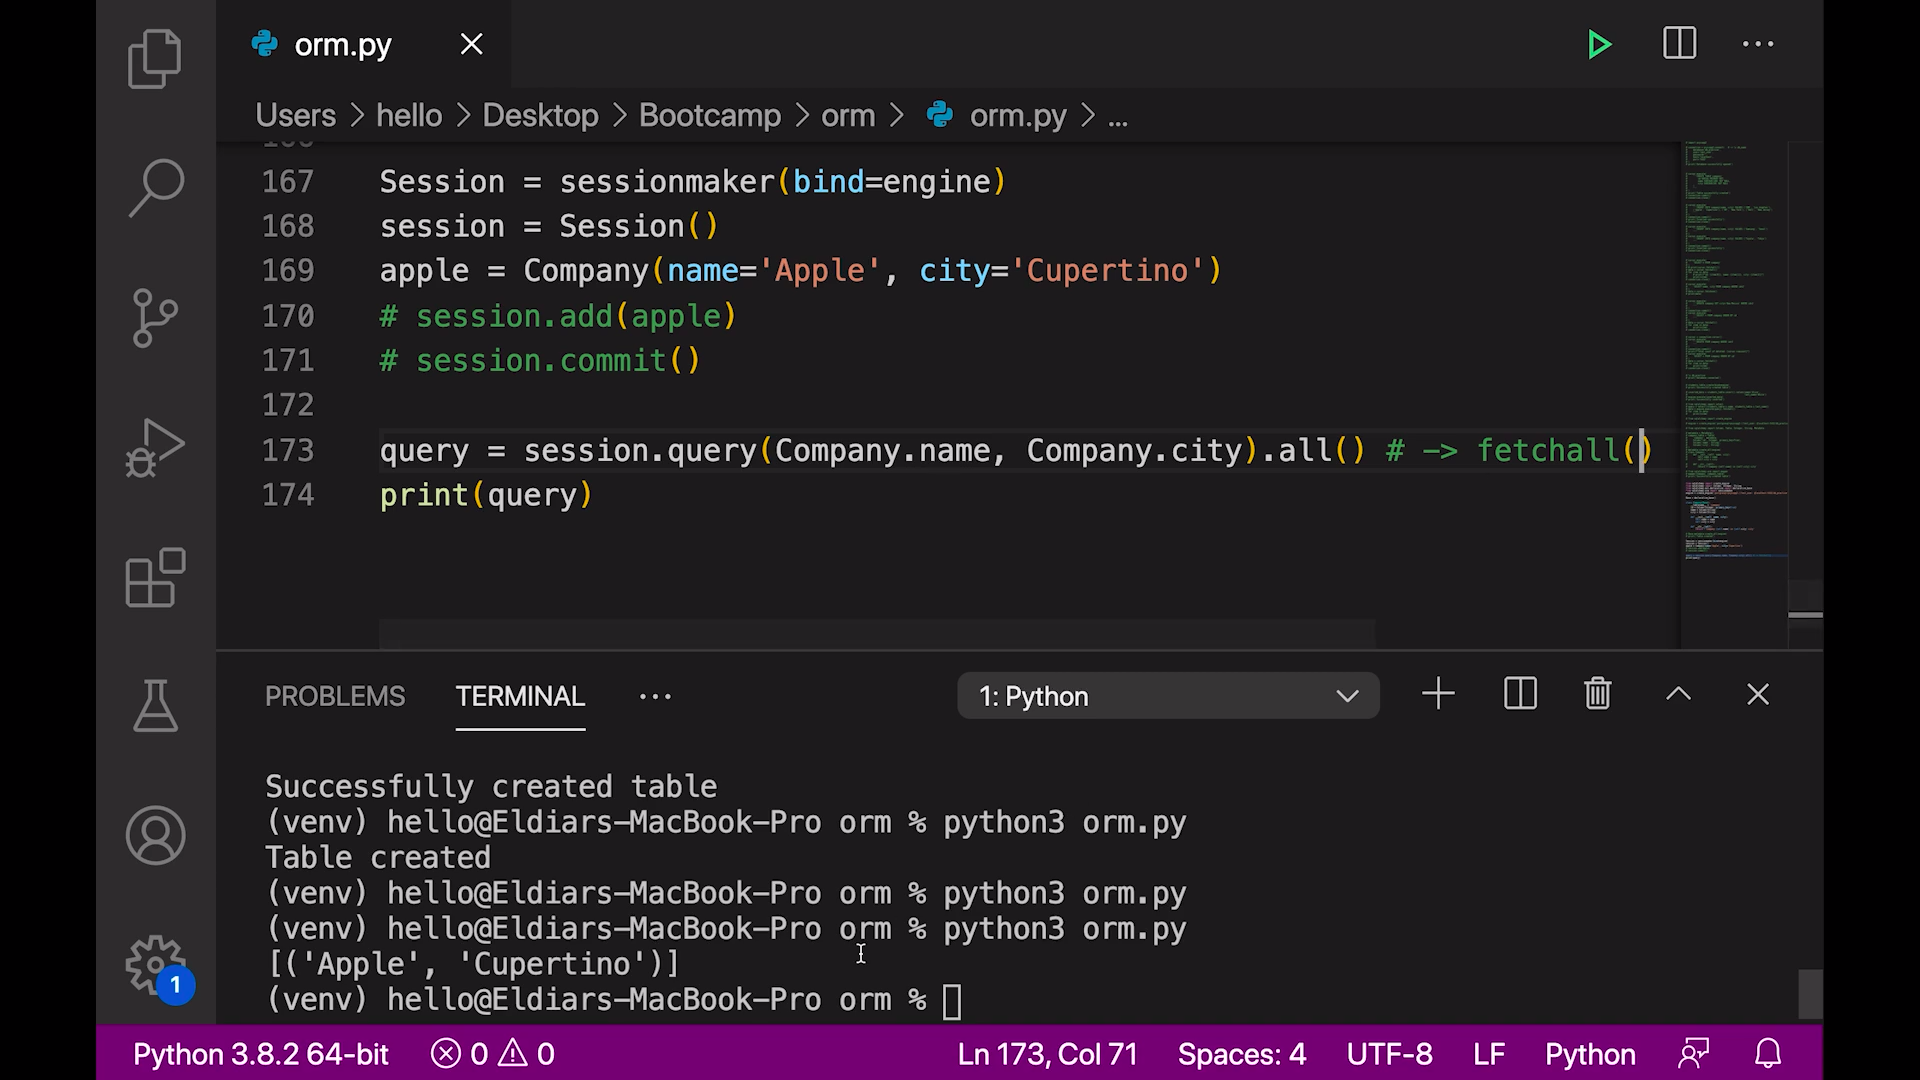 orm.py
Users > hello > Desktop > Bootcamp > orm > orm.py > ...
167 Session = sessionmaker(bind=engine)
168 session = Session()
169 apple = Company(name='Apple', city='Cupertino')
170 # session.add(apple)
171 # session.commit()
172
173 query = session.query(Company.name, Company.city).all() # -> fetchall()
174 print(query)
PROBLEMS TERMINAL ... 1: Python
Successfully created table
(venv) hello@Eldiars-MacBook-Pro orm % python3 orm.py
Table created
(venv) hello@Eldiars-MacBook-Pro orm % python3 orm.py
(venv) hello@Eldiars-MacBook-Pro orm % python3 orm.py
[('Apple', 'Cupertino')]
(venv) hello@Eldiars-MacBook-Pro orm %
1
Python 3.8.2 64-bit 0 0 Ln 173, Col 71 Spaces: 4 UTF-8 LF Python